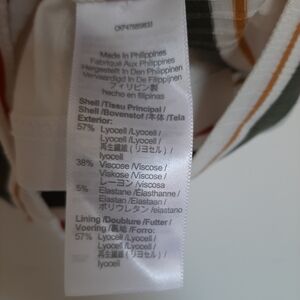 Made In Philippines
Fabriqué Aux Philippines
Hergestellt In Den Philippinen
Vervaardigd In De Filippijnen
フィリピン製
hecho en filipinas
Shell /Tissu Principal /
Shell /Bovenstof /本体 /Tela
Exterior:
57% Lyocell /Lyocell /
Lyocell /Lyocell /
再生繊維 (リヨセル) /
lyocell
38% Viscose /Viscose /
Viskose /Viscose /
レーヨン /viscosa
5% Elastane /Elasthanne /
Elastan /Elastaan /
ポリウレタン /elastano
Lining /Doublure /Futter /
Voering /裏地 /Forro:
57% Lyocell /Lyocell /
Lyocell /Lyocell /
再生繊維 (リヨセル) /
lyocell